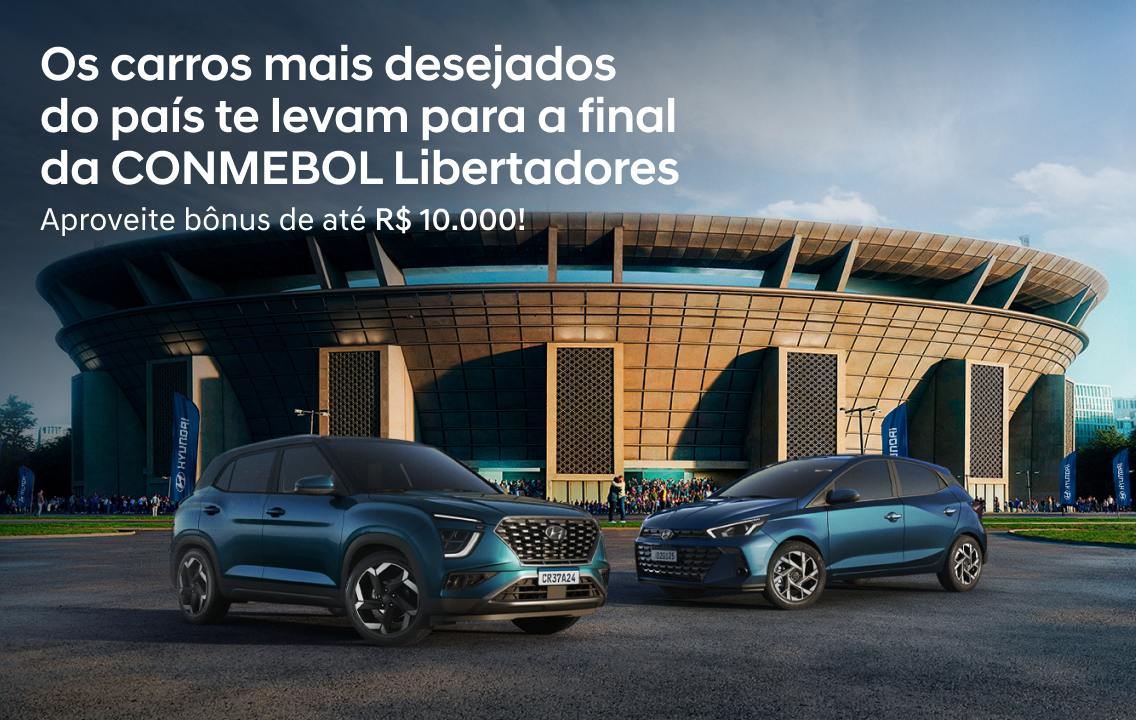 Os carros mais desejados
do país te levam para a final
da CONMEBOL Libertadores
Aproveite bônus de até R$ 10.000!
HYUNDAI
HYUNDAI
HYUNDAI
CR37A24